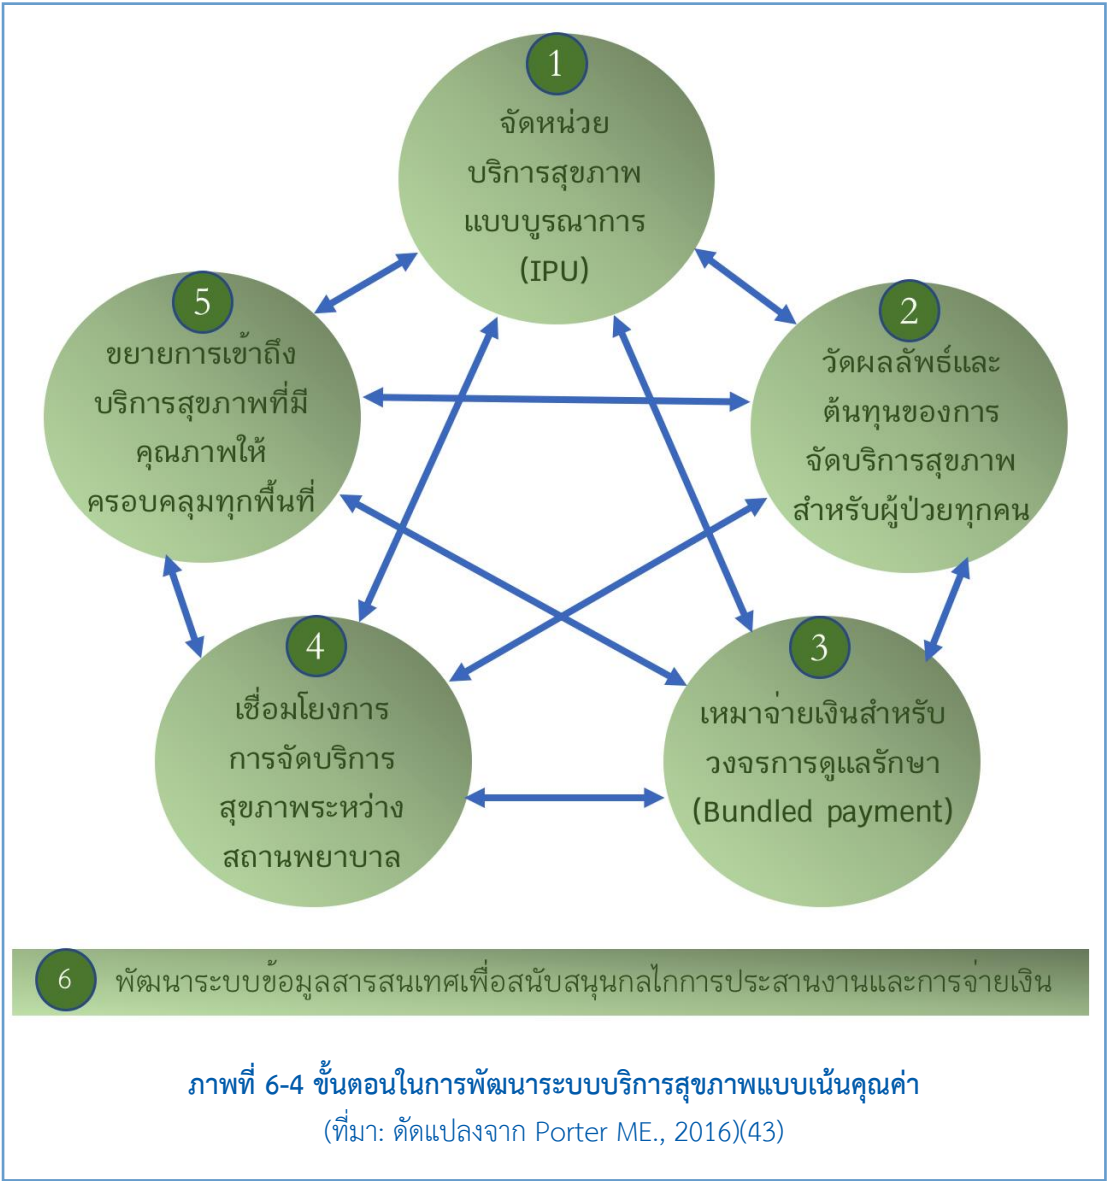 1
จัดหน่วย
บริการสุขภาพ
แบบบูรณาการ
(IPU)
2
วัดผลลัพธ์และ
ต้นทุนของการ
จัดบริการสุขภาพ
สำหรับผู้ป่วยทุกคน
3
เหมาจ่ายเงินสำหรับ
วงจรการดูแลรักษา
(Bundled payment)
4
เชื่อมโยงการ
การจัดบริการ
สุขภาพระหว่าง
สถานพยาบาล
5
ขยายการเข้าถึง
บริการสุขภาพที่มี
คุณภาพให้
ครอบคลุมทุกพื้นที่
6 พัฒนาระบบข้อมูลสารสนเทศเพื่อสนับสนุนกลไกการประสานงานและการจ่ายเงิน
ภาพที่ 6-4 ขั้นตอนในการพัฒนาระบบบริการสุขภาพแบบเน้นคุณค่า
(ที่มา: ดัดแปลงจาก Porter ME., 2016)(43)